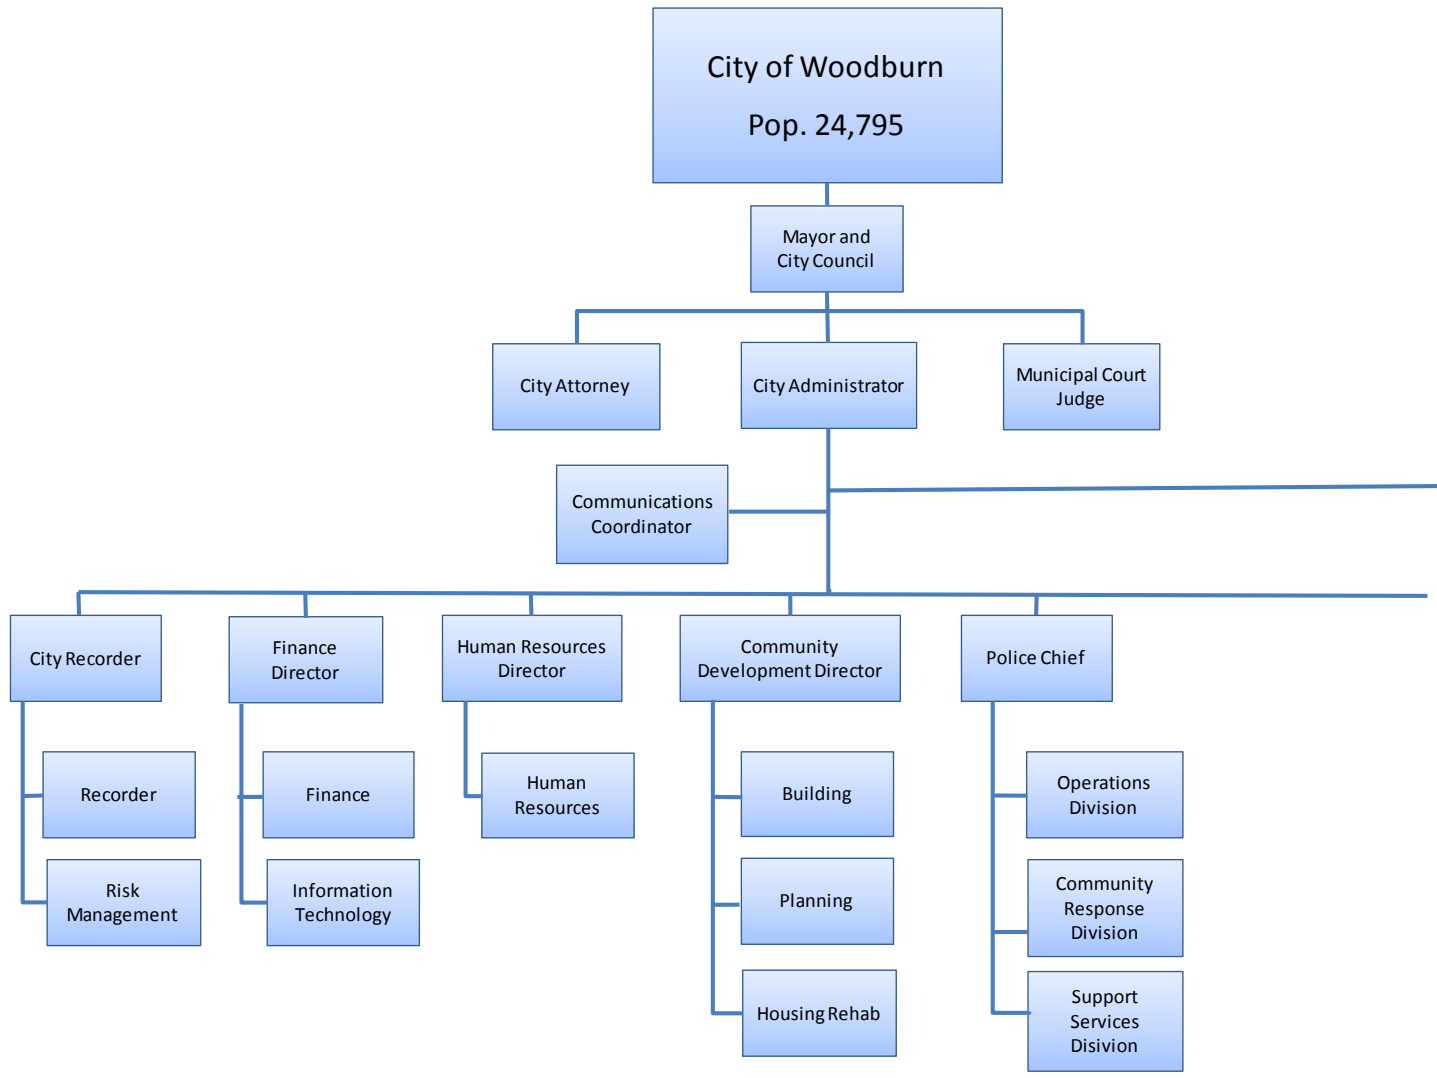 City of Woodburn
Pop. 24,795
Mayor and
City Council
City Attorney
City Administrator
Municipal Court
Judge
Communications
Coordinator
City Recorder
Finance
Director
Human Resources
Director
Community
Development Director
Police Chief
Recorder
Finance
Human
Resources
Building
Operations
Division
Risk
Management
Information
Technology
Planning
Community
Response
Division
Housing Rehab
Support
Services
Disivion